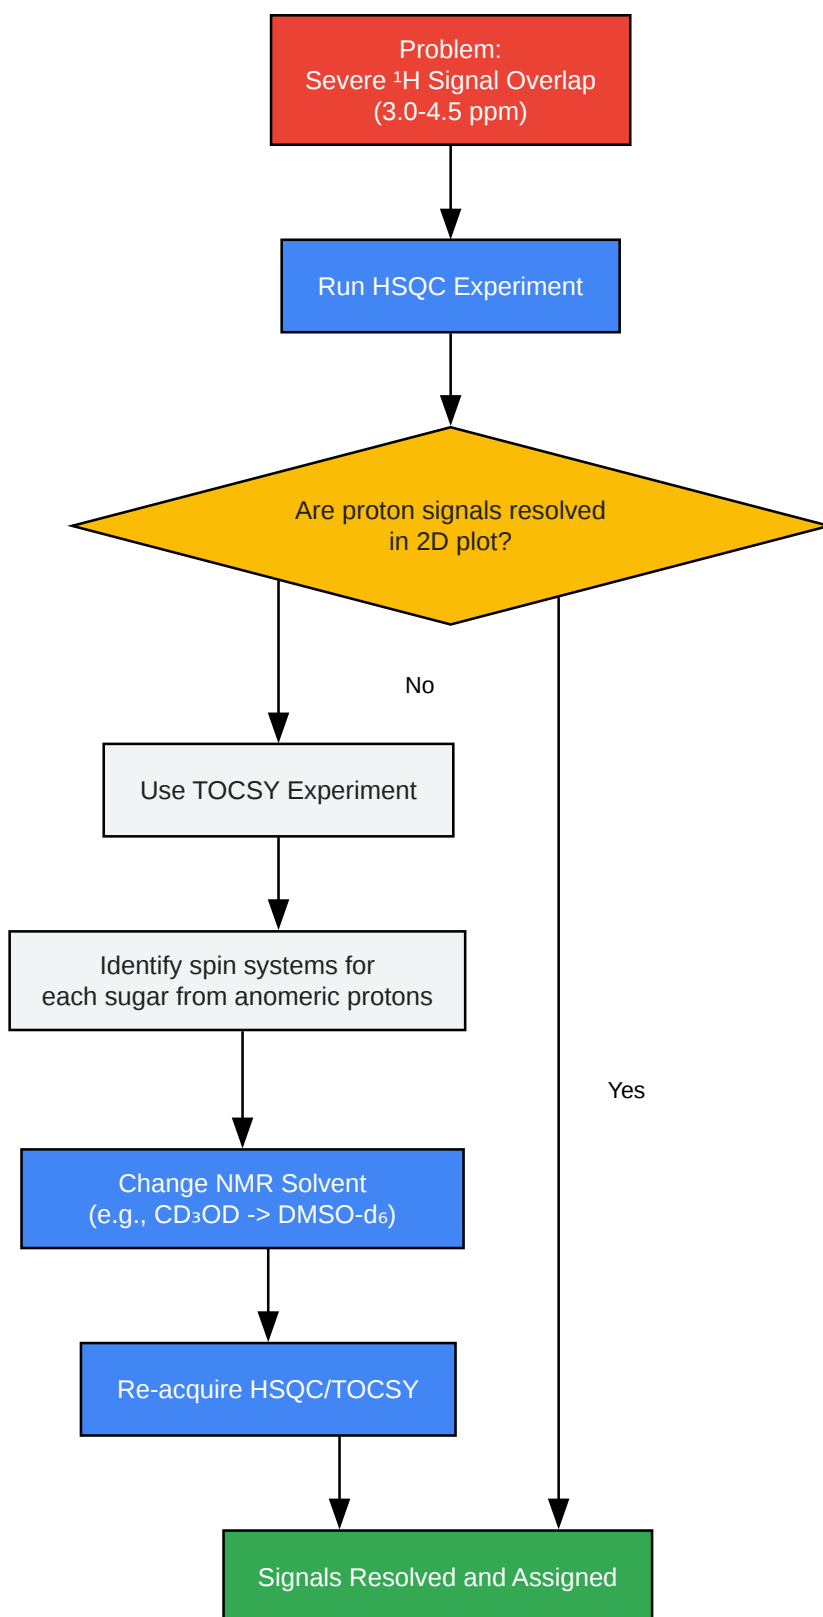 Problem:
Severe ¹H Signal Overlap
(3.0-4.5 ppm)
Run HSQC Experiment
Are proton signals resolved
in 2D plot?
No
Use TOCSY Experiment
Identify spin systems for
each sugar from anomeric protons
Yes
Change NMR Solvent
(e.g., CD₃OD -> DMSO-d₆)
Re-acquire HSQC/TOCSY
Signals Resolved and Assigned